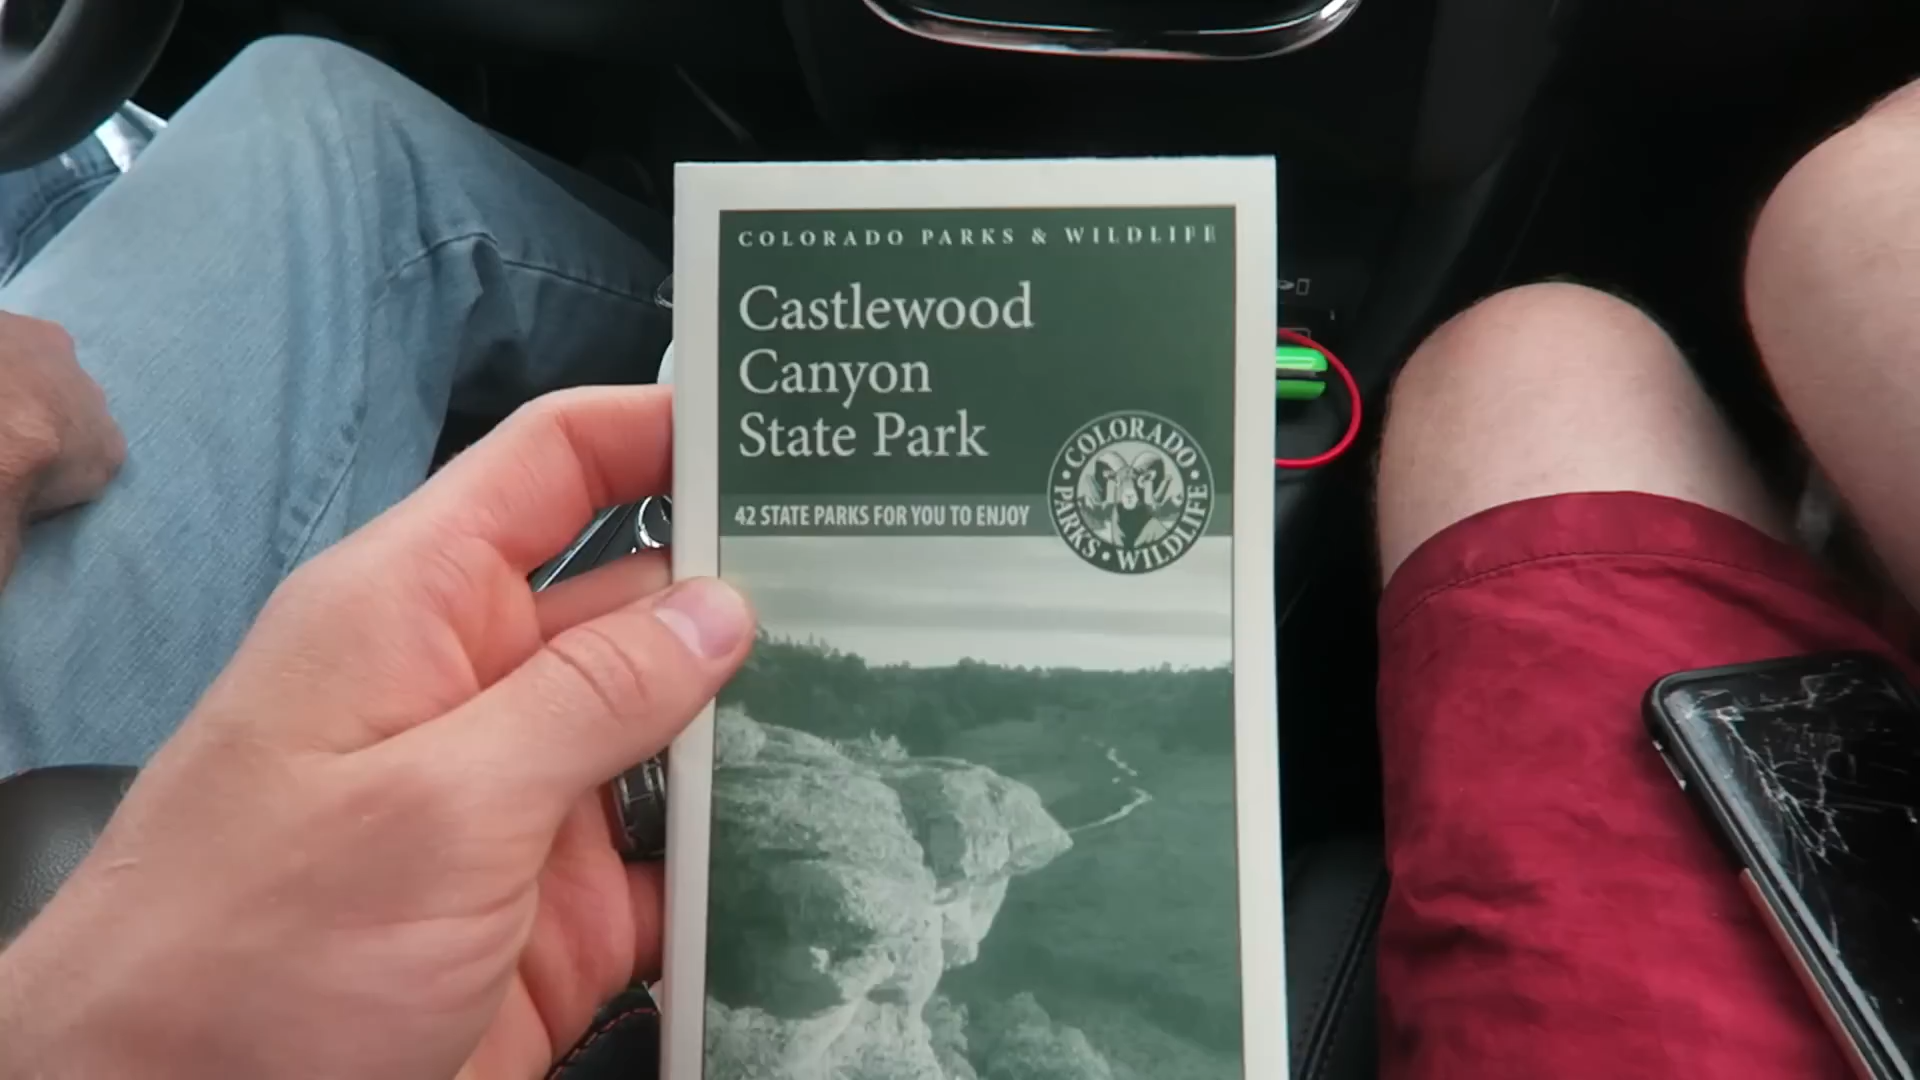 COLORADO PARKS & WILDLIFE
Castlewood
Canyon
State Park
42 STATE PARKS FOR YOU TO ENJOY
COLORADO
PARKS • WILDLIFE